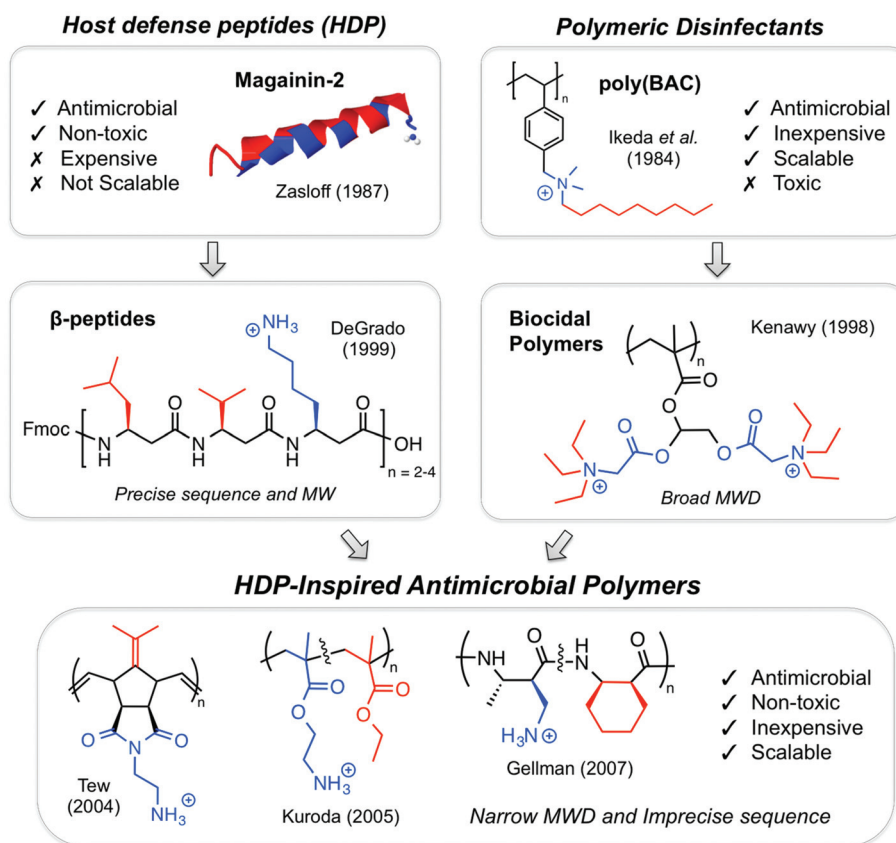 Host defense peptides (HDP)
Magainin-2
✓ Antimicrobial
✓ Non-toxic
✗ Expensive
✗ Not Scalable
Zasloff (1987)
Polymeric Disinfectants
n
poly(BAC)
Ikeda et al.
(1984)
N
⊕
✓ Antimicrobial
✓ Inexpensive
✓ Scalable
✗ Toxic
β-peptides
NH3
⊕
DeGrado
(1999)
Fmoc
O
O
O
N
H
N
H
N
H
OH
n = 2-4
Precise sequence and MW
Biocidal
Polymers
Kenawy (1998)
n
O
O
O
O
O
O
N
⊕
N
⊕
Broad MWD
HDP-Inspired Antimicrobial Polymers
n
O
N
O
NH3
⊕
Tew
(2004)
n
O
O
O
O
NH3
⊕
Kuroda (2005)
NH
O
H
N
O
n
H3N
⊕
Gellman (2007)
✓ Antimicrobial
✓ Non-toxic
✓ Inexpensive
✓ Scalable
Narrow MWD and Imprecise sequence